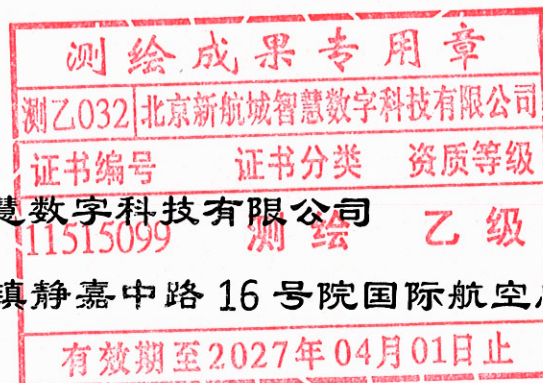 测绘成果专用章
测乙032 北京新航城智慧数字科技有限公司
证书编号 证书分类 资质等级
慧数字科技有限公司
11515099 测绘 乙级
镇静嘉中路 16 号院国际航空
有效期至2027年04月01日止